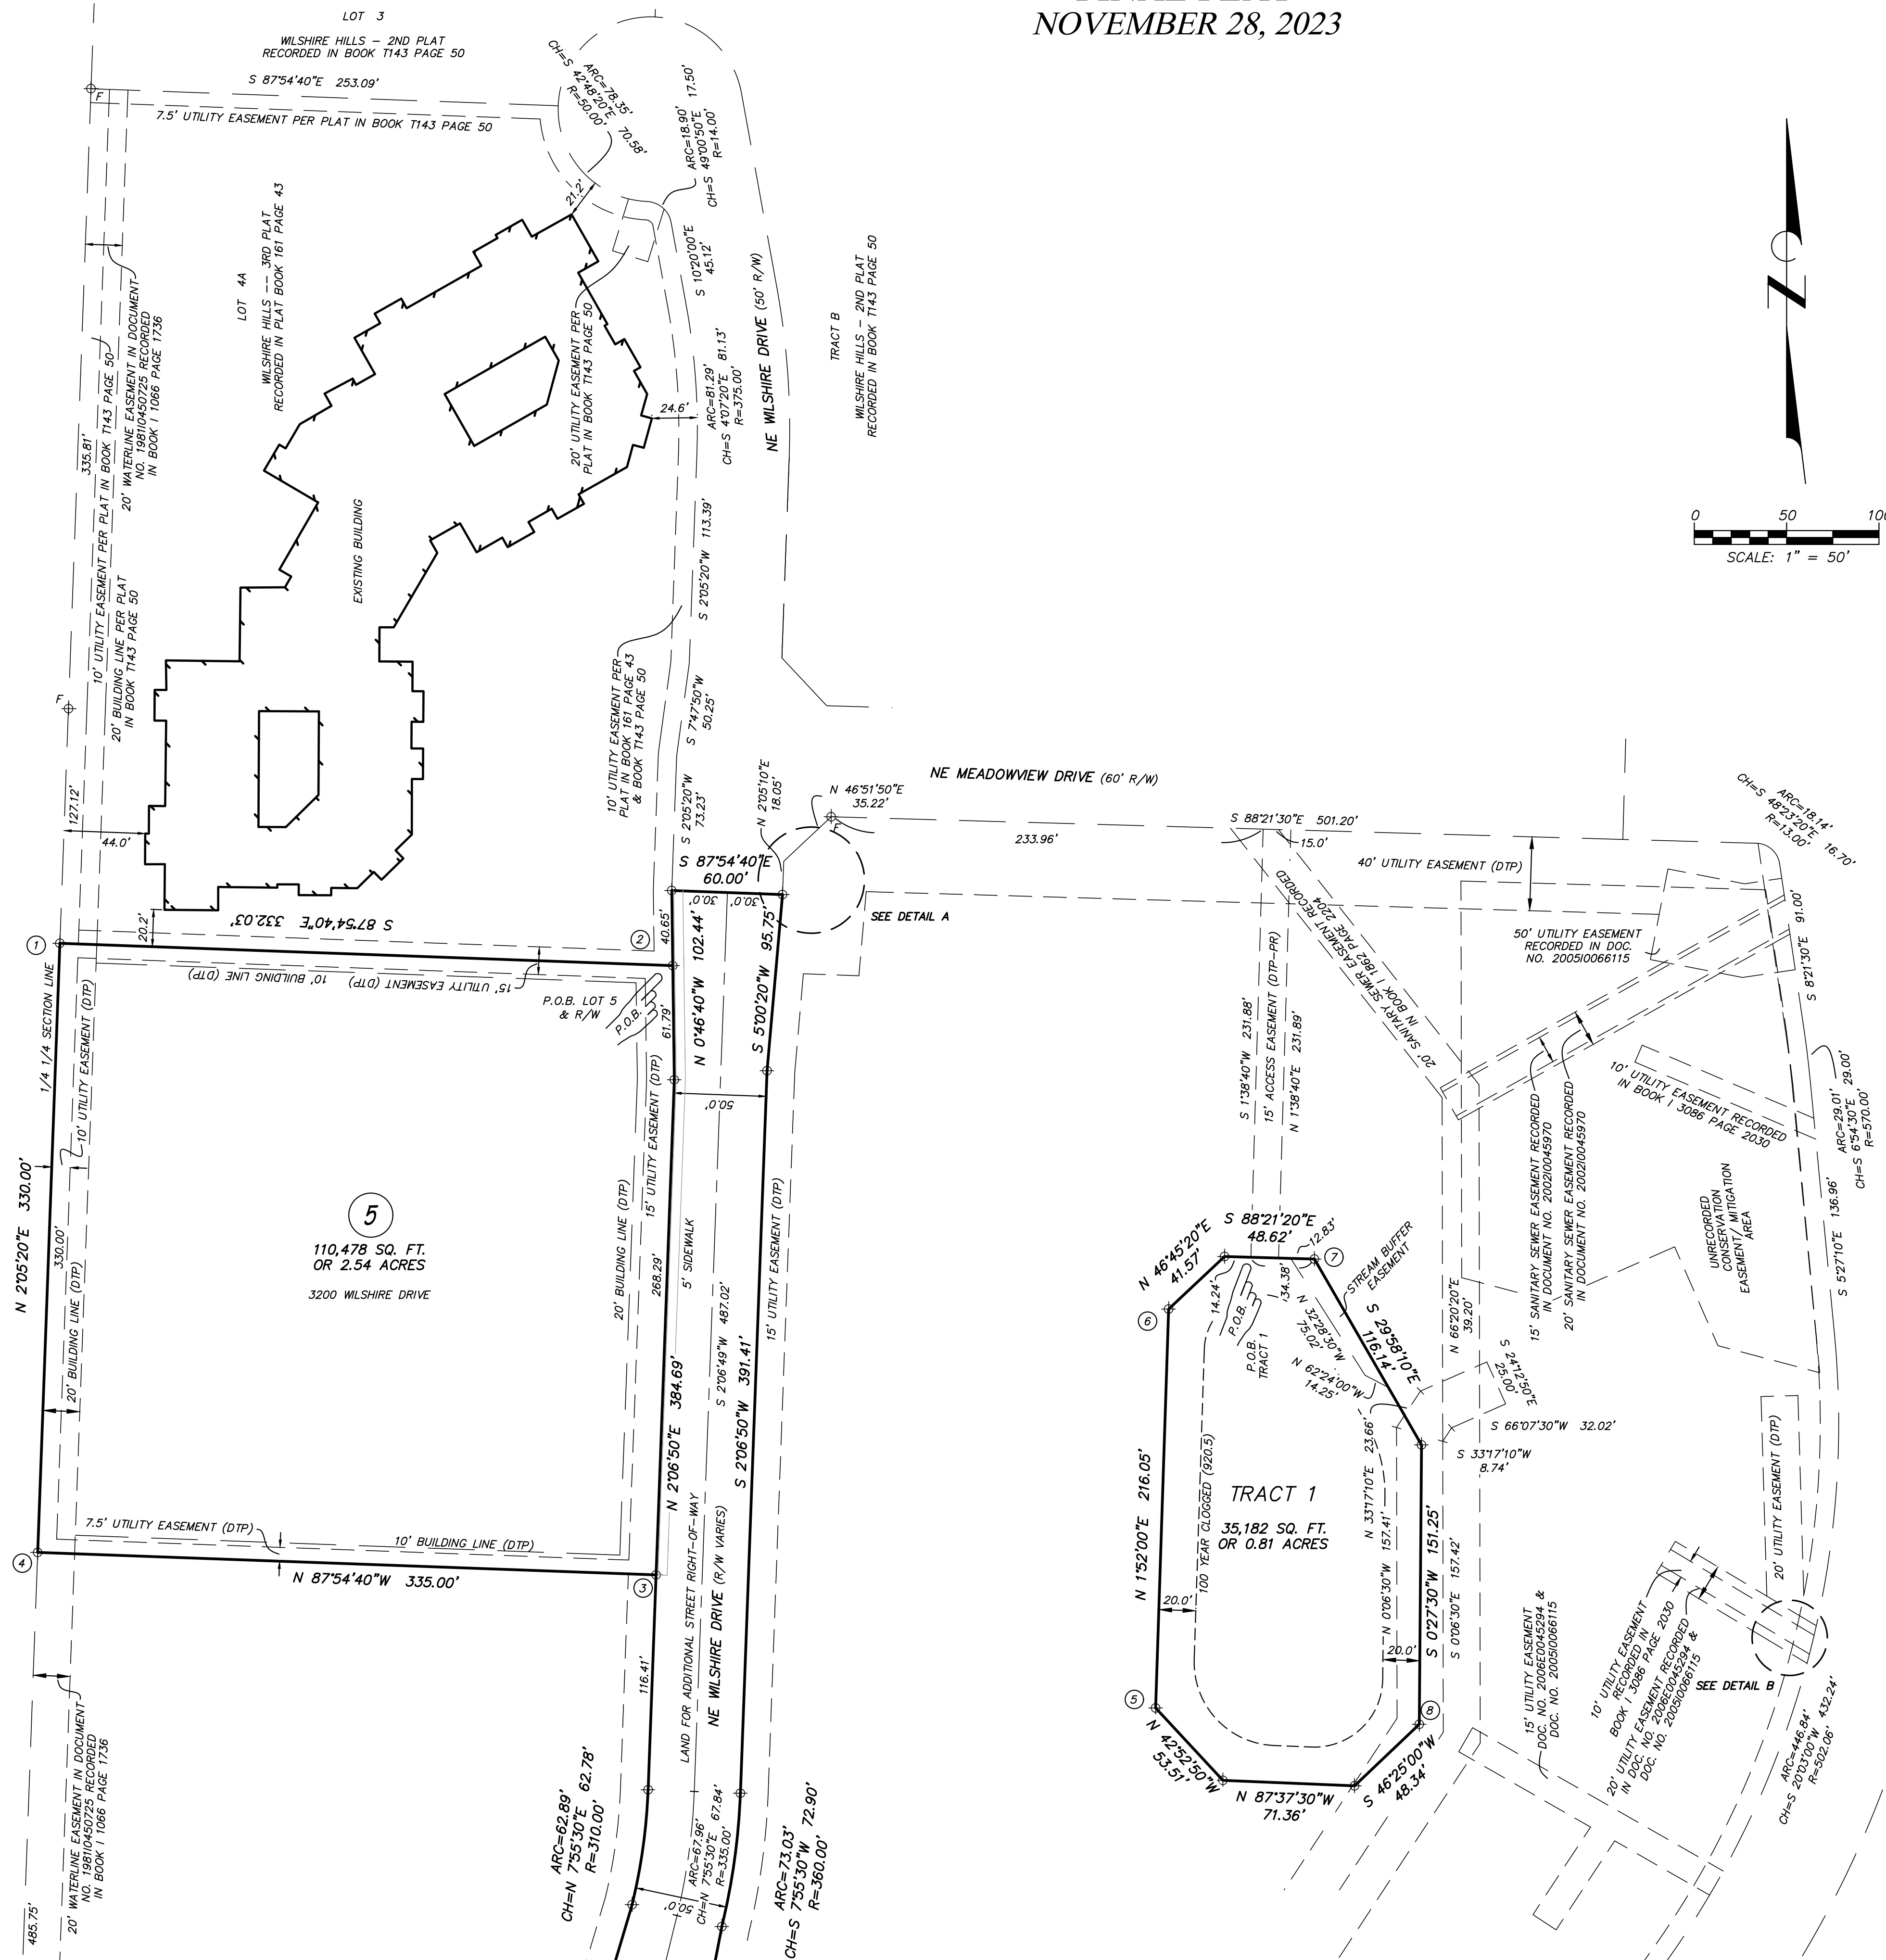 NOVEMBER 28, 2023
LOT 3
WILSHIRE HILLS - 2ND PLAT
RECORDED IN BOOK T143 PAGE 50
S 87°54'40"E 253.09'
F
7.5' UTILITY EASEMENT PER PLAT IN BOOK T143 PAGE 50
ARC=78.35'
CH=S 42°48'20"E 70.58'
R=50.00'
ARC=18.90'
CH=S 49°00'50"E 17.50'
R=14.00'
21.2'
S 10°20'00"E
45.12'
LOT 4A
WILSHIRE HILLS -- 3RD PLAT
RECORDED IN PLAT BOOK 161 PAGE 43
20' WATERLINE EASEMENT IN DOCUMENT
NO. 1981I0450725 RECORDED
IN BOOK I 1066 PAGE 1736
335.81'
10' UTILITY EASEMENT PER PLAT IN BOOK T143 PAGE 50
20' BUILDING LINE PER PLAT
IN BOOK T143 PAGE 50
EXISTING BUILDING
20' UTILITY EASEMENT PER
PLAT IN BOOK T143 PAGE 50
24.6'
ARC=81.29'
CH=S 4°07'20"E 81.13'
R=375.00'
NE WILSHIRE DRIVE (50' R/W)
TRACT B
WILSHIRE HILLS - 2ND PLAT
RECORDED IN BOOK T143 PAGE 50
N
0 50 100
SCALE: 1" = 50'
S 2°05'20"W 113.39'
F
127.12'
44.0'
10' UTILITY EASEMENT PER
PLAT IN BOOK 161 PAGE 43
& BOOK T143 PAGE 50
S 7°47'50"W
50.25'
S 2°05'20"W
73.23'
N 2°05'10"E
18.05'
N 46°51'50"E
35.22'
F
NE MEADOWVIEW DRIVE (60' R/W)
233.96'
S 88°21'30"E 501.20'
15.0'
40' UTILITY EASEMENT (DTP)
ARC=18.14'
CH=S 48°23'20"E 16.70'
R=13.00'
S 87°54'40"E
60.00'
30.0' 30.0'
SEE DETAIL A
S 87°54'40"E 332.03'
20.2'
1
2
40.65'
N 0°46'40"W 102.44'
S 5°00'20"W 95.75'
10' BUILDING LINE (DTP)
15' UTILITY EASEMENT (DTP)
P.O.B. LOT 5
& R/W
P.O.B.
61.79'
50.0'
1/4 1/4 SECTION LINE
10' UTILITY EASEMENT (DTP)
N 2°05'20"E 330.00'
330.00'
20' BUILDING LINE (DTP)
5
110,478 SQ. FT.
OR 2.54 ACRES
3200 WILSHIRE DRIVE
20' BUILDING LINE (DTP)
15' UTILITY EASEMENT (DTP)
268.29'
5' SIDEWALK
N 2°06'50"E 384.69'
S 2°06'49"W 487.02'
S 2°06'50"W 391.41'
15' UTILITY EASEMENT (DTP)
7.5' UTILITY EASEMENT (DTP)
10' BUILDING LINE (DTP)
4
N 87°54'40"W 335.00'
3
116.41'
LAND FOR ADDITIONAL STREET RIGHT-OF-WAY
NE WILSHIRE DRIVE (R/W VARIES)
20' WATERLINE EASEMENT IN DOCUMENT
NO. 1981I0450725 RECORDED
IN BOOK I 1066 PAGE 1736
485.75'
ARC=62.89'
CH=N 7°55'30"E 62.78'
R=310.00'
ARC=67.96'
CH=N 7°55'30"E 67.84'
R=335.00'
50.0'
ARC=73.03'
CH=S 7°55'30"W 72.90'
R=360.00'
20' SANITARY SEWER EASEMENT RECORDED
IN BOOK I 1862 PAGE 2204
S 1°38'40"W 231.88'
15' ACCESS EASEMENT (DTP-PR)
N 1°38'40"E 231.89'
50' UTILITY EASEMENT
RECORDED IN DOC.
NO. 2005I0066115
S 8°21'30"E 91.00'
10' UTILITY EASEMENT RECORDED
IN BOOK I 3086 PAGE 2030
ARC=29.01'
CH=S 6°54'30"E 29.00'
R=570.00'
15' SANITARY SEWER EASEMENT RECORDED
IN DOCUMENT NO. 2002I0045970
20' SANITARY SEWER EASEMENT RECORDED
IN DOCUMENT NO. 2002I0045970
UNRECORDED
CONSERVATION
EASEMENT/ MITIGATION
AREA
S 5°27'10"E 136.96'
S 88°21'20"E
48.62'
12.83'
7
N 46°45'20"E
41.57'
14.24'
P.O.B.
P.O.B.
TRACT 1
34.38'
STREAM BUFFER
EASEMENT
6
N 32°28'30"W
75.02'
S 29°58'10"E
116.14'
N 62°24'00"W
14.25'
N 66°20'20"E
39.20'
S 24°12'50"E
25.00'
S 66°07'30"W 32.02'
S 33°17'10"W
8.74'
N 33°17'10"E 23.66'
100 YEAR CLOGGED (920.5)
TRACT 1
35,182 SQ. FT.
OR 0.81 ACRES
N 1°52'00"E 216.05'
20.0'
N 0°06'30"W 157.41'
20.0'
S 0°27'30"W 151.25'
S 0°06'30"E 157.42'
5
8
N 42°52'50"W
53.51'
N 87°37'30"W
71.36'
S 46°25'00"W
48.34'
20' UTILITY EASEMENT (DTP)
15' UTILITY EASEMENT
DOC. NO. 2006E0045294 &
DOC. NO. 2005I0066115
10' UTILITY EASEMENT
RECORDED IN
BOOK I 3086 PAGE 2030
20' UTILITY EASEMENT RECORDED
IN DOC. NO. 2006E0045294 &
DOC. NO. 2005I0066115
SEE DETAIL B
ARC=446.84'
CH=S 20°03'00"W 432.24'
R=502.06'